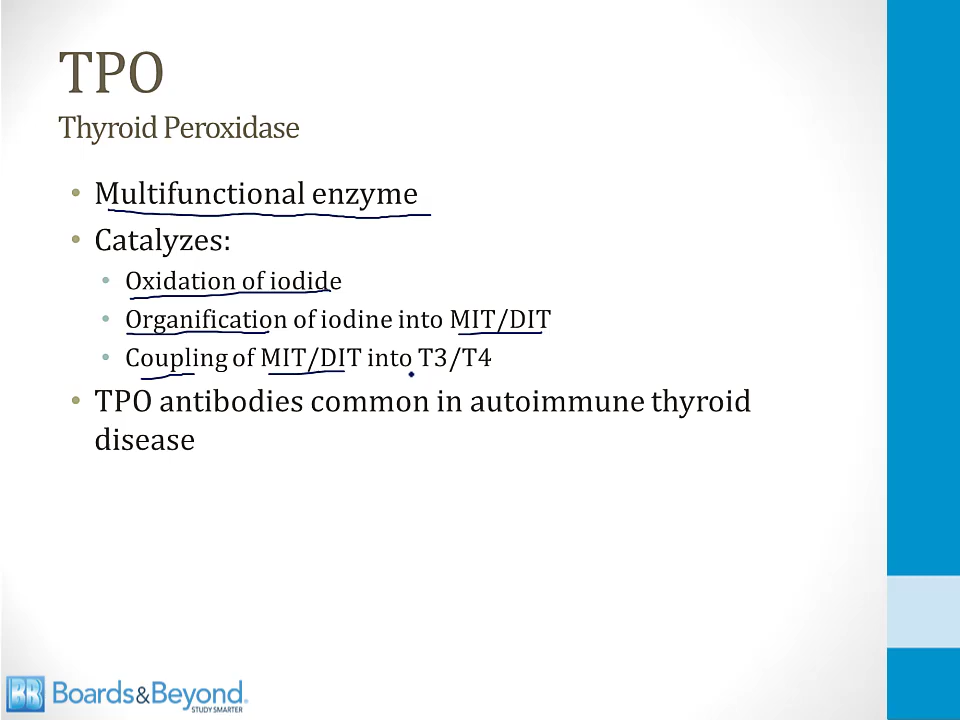 TPO
Thyroid Peroxidase
• Multifunctional enzyme
• Catalyzes:
• Oxidation of iodide
• Organification of iodine into MIT/DIT
• Coupling of MIT/DIT into T3/T4
• TPO antibodies common in autoimmune thyroid
disease
BB Boards&Beyond.
STUDY SMARTER